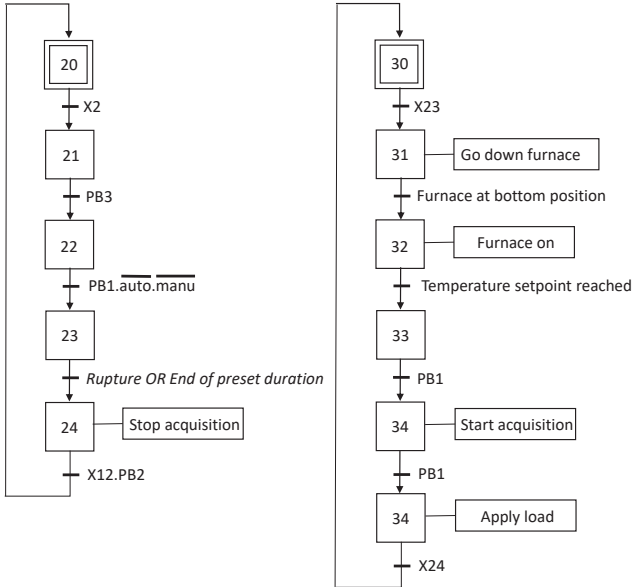 20
X2
21
PB3
22
PB1.a̅u̅t̅o̅.m̅a̅n̅u̅
23
Rupture OR End of preset duration
24
Stop acquisition
X12.PB2
30
X23
31
Go down furnace
Furnace at bottom position
32
Furnace on
Temperature setpoint reached
33
PB1
34
Start acquisition
PB1
34
Apply load
X24